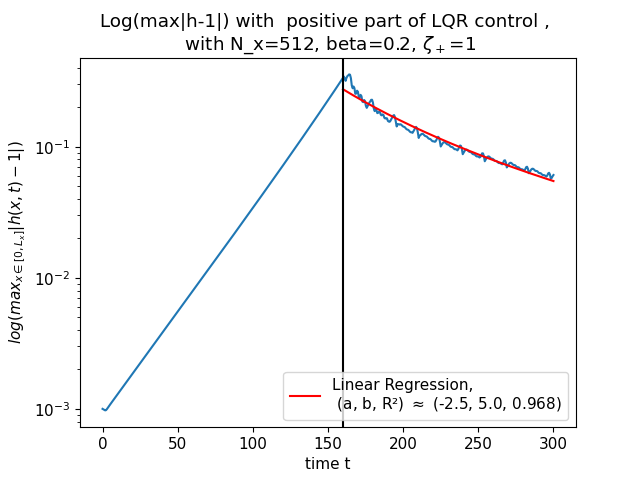 Log(max|h-1|) with  positive part of LQR control ,
with N_x=512, beta=0.2, ζ₊=1
log(max_{x∈[0,L_x]}|h(x, t) − 1|)
10⁻¹
10⁻²
10⁻³
Linear Regression,
(a, b, R²) ≈ (-2.5, 5.0, 0.968)
0 50 100 150 200 250 300
time t